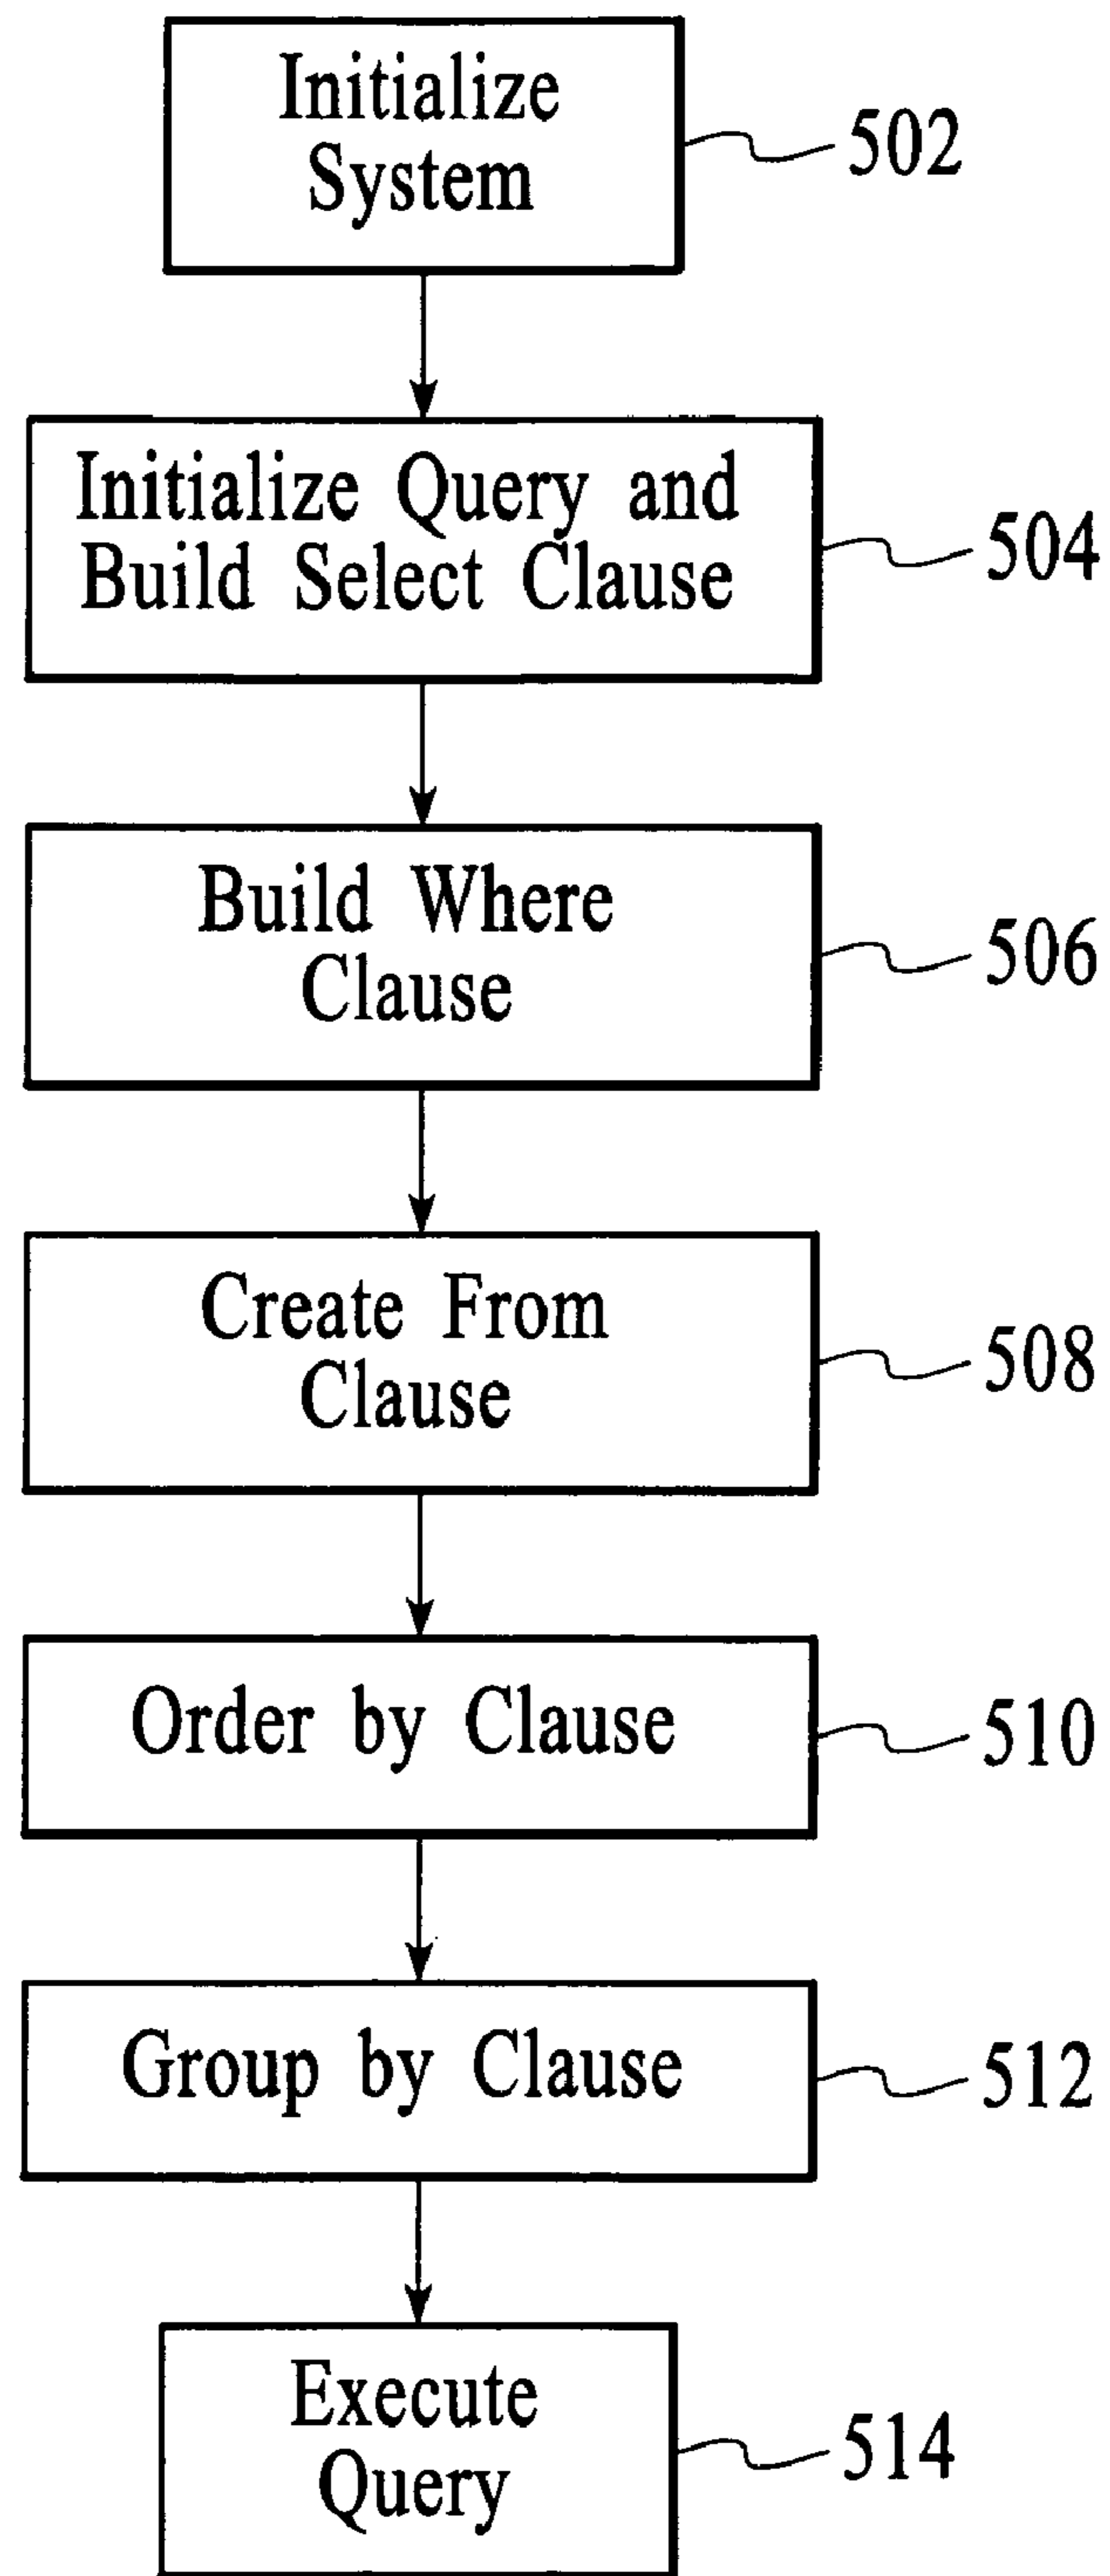 Initialize
System
502
Initialize Query and
Build Select Clause
504
Build Where
Clause
506
Create From
Clause
508
Order by Clause
510
Group by Clause
512
Execute
Query
514